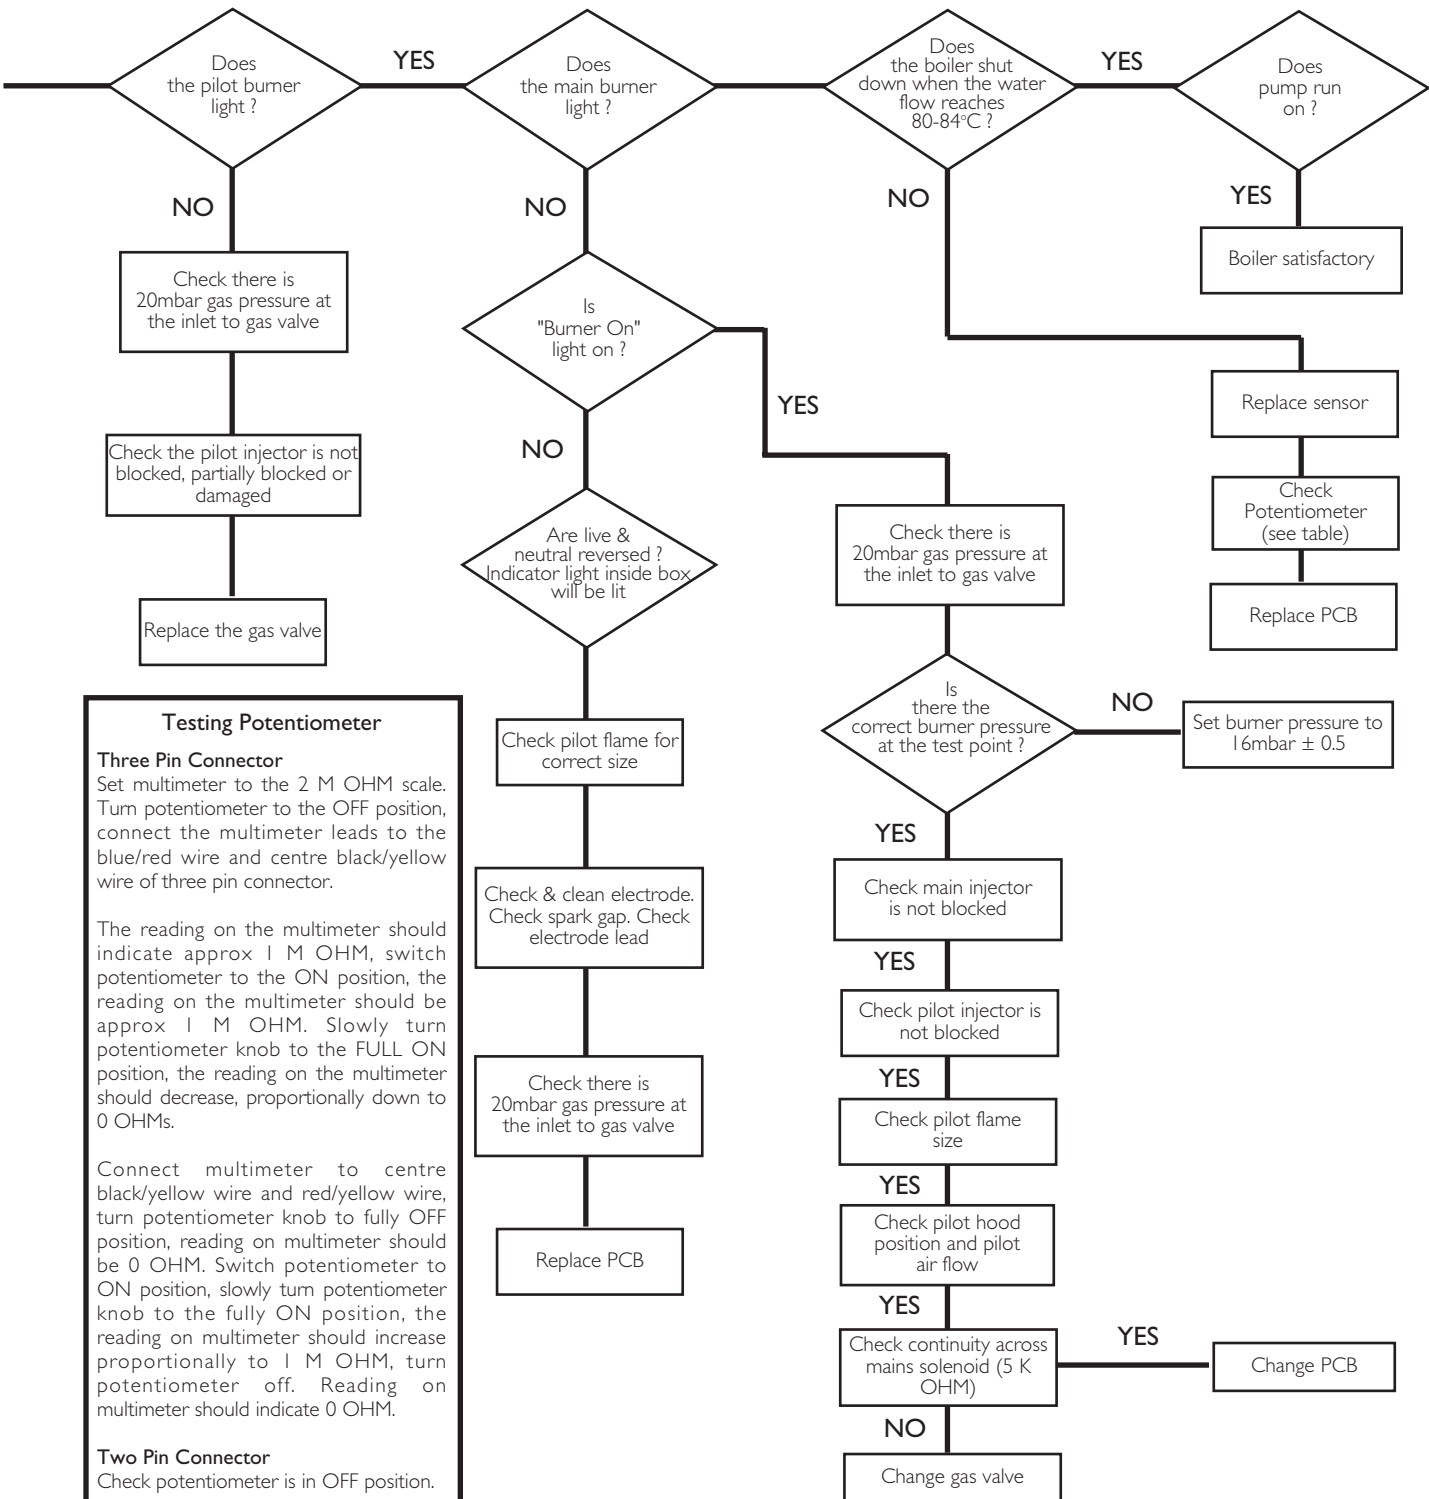 Does
the pilot burner
light ?
YES
Does
the main burner
light ?
Does
the boiler shut
down when the water
flow reaches
80-84°C ?
YES
Does
pump run
on ?
NO
NO
NO
YES
Check there is
20mbar gas pressure at
the inlet to gas valve
Is
"Burner On"
light on ?
Boiler satisfactory
YES
Replace sensor
Check the pilot injector is not
blocked, partially blocked or
damaged
NO
Check
Potentiometer
(see table)
Are live &
neutral reversed ?
Indicator light inside box
will be lit
Check there is
20mbar gas pressure at
the inlet to gas valve
Replace the gas valve
Replace PCB
Is
there the
correct burner pressure
at the test point ?
NO
Set burner pressure to
16mbar ± 0.5
Check pilot flame for
correct size
YES
Check main injector
is not blocked
Check & clean electrode.
Check spark gap. Check
electrode lead
YES
Check pilot injector is
not blocked
YES
Check there is
20mbar gas pressure at
the inlet to gas valve
Check pilot flame
size
YES
Check pilot hood
position and pilot
air flow
Replace PCB
YES
Check continuity across
mains solenoid (5 K
OHM)
YES
Change PCB
NO
Change gas valve
Testing Potentiometer
Three Pin Connector
Set multimeter to the 2 M OHM scale.
Turn potentiometer to the OFF position,
connect the multimeter leads to the
blue/red wire and centre black/yellow
wire of three pin connector.
The reading on the multimeter should
indicate approx 1 M OHM, switch
potentiometer to the ON position, the
reading on the multimeter should be
approx 1 M OHM. Slowly turn
potentiometer knob to the FULL ON
position, the reading on the multimeter
should decrease, proportionally down to
0 OHMs.
Connect multimeter to centre
black/yellow wire and red/yellow wire,
turn potentiometer knob to fully OFF
position, reading on multimeter should
be 0 OHM. Switch potentiometer to
ON position, slowly turn potentiometer
knob to the fully ON position, the
reading on multimeter should increase
proportionally to 1 M OHM, turn
potentiometer off. Reading on
multimeter should indicate 0 OHM.
Two Pin Connector
Check potentiometer is in OFF position.